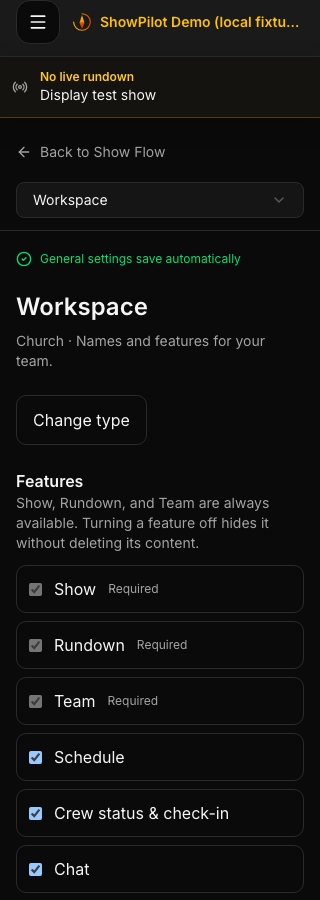 ShowPilot Demo (local fixtu...
No live rundown
Display test show
Back to Show Flow
Workspace
General settings save automatically
Workspace
Church · Names and features for your
team.
Change type
Features
Show, Rundown, and Team are always
available. Turning a feature off hides it
without deleting its content.
Show Required
Rundown Required
Team Required
Schedule
Crew status & check-in
Chat